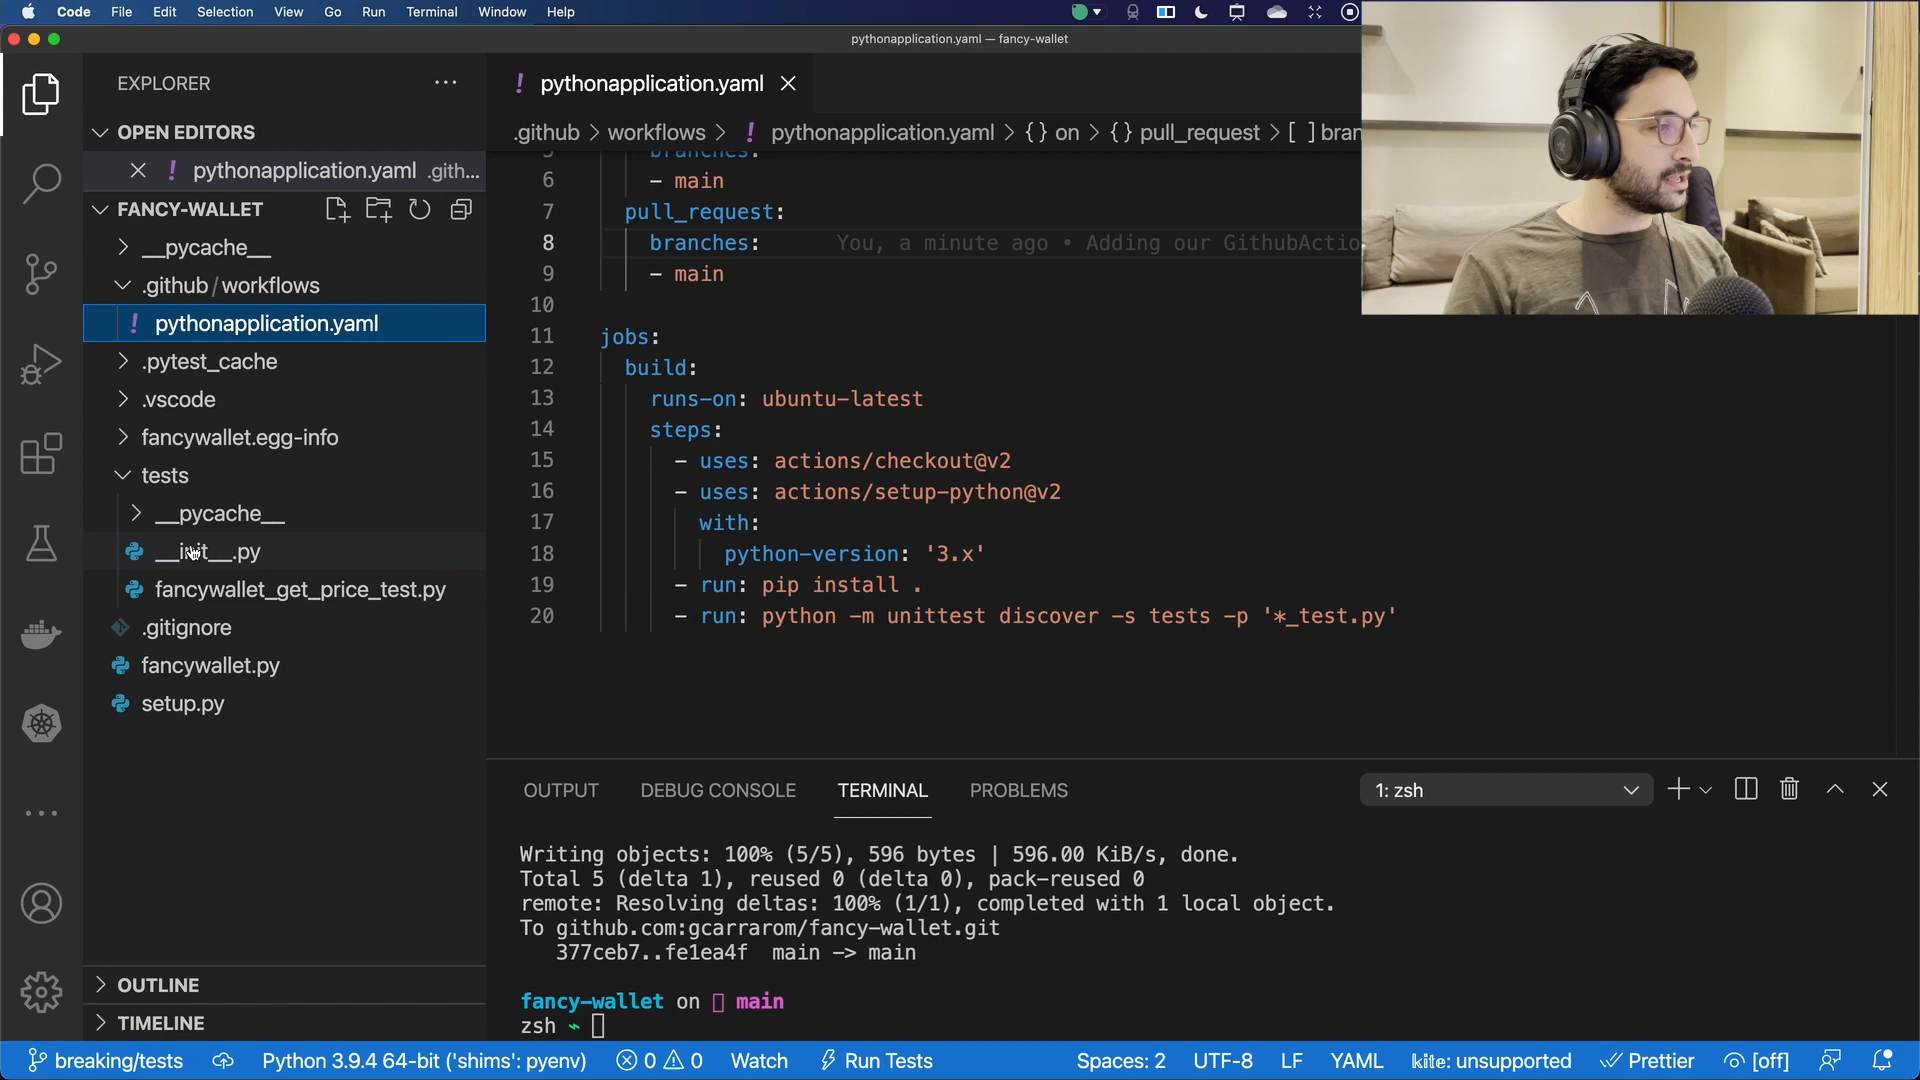 Code File Edit Selection View Go Run Terminal Window Help
pythonapplication.yaml — fancy-wallet
EXPLORER
OPEN EDITORS
pythonapplication.yaml .gith...
FANCY-WALLET
__pycache__
.github / workflows
pythonapplication.yaml
.pytest_cache
.vscode
fancywallet.egg-info
tests
__pycache__
__init__.py
fancywallet_get_price_test.py
.gitignore
fancywallet.py
setup.py
OUTLINE
TIMELINE
pythonapplication.yaml
.github > workflows > ! pythonapplication.yaml > {} on > {} pull_request > [ ] bran
5 branches:
6 - main
7 pull_request:
8 branches: You, a minute ago • Adding our GithubActio
9 - main
10
11 jobs:
12 build:
13 runs-on: ubuntu-latest
14 steps:
15 - uses: actions/checkout@v2
16 - uses: actions/setup-python@v2
17 with:
18 python-version: '3.x'
19 - run: pip install .
20 - run: python -m unittest discover -s tests -p '*_test.py'
OUTPUT DEBUG CONSOLE TERMINAL PROBLEMS 1: zsh
Writing objects: 100% (5/5), 596 bytes | 596.00 KiB/s, done.
Total 5 (delta 1), reused 0 (delta 0), pack-reused 0
remote: Resolving deltas: 100% (1/1), completed with 1 local object.
To github.com:gcarrarom/fancy-wallet.git
377ceb7..fe1ea4f main -> main
fancy-wallet on main
zsh
breaking/tests Python 3.9.4 64-bit ('shims': pyenv) 0 0 Watch Run Tests Spaces: 2 UTF-8 LF YAML kite: unsupported Prettier [off]